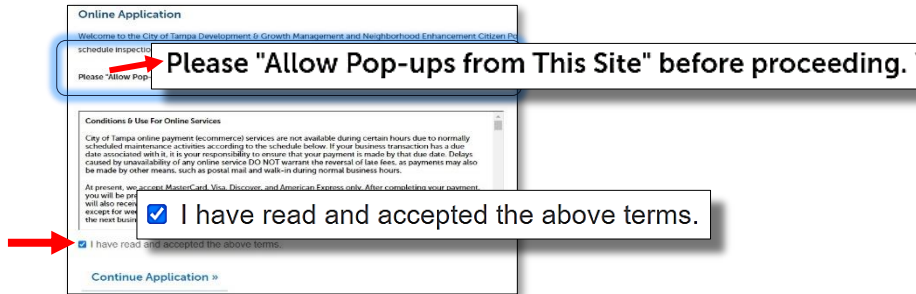 Online Application
Welcome to the City of Tampa Development & Growth Management and Neighborhood Enhancement Citizen Po
schedule inspectio
Please "Allow Pop-
Please "Allow Pop-ups from This Site" before proceeding.
Conditions & Use For Online Services
City of Tampa online payment (ecommerce) services are not available during certain hours due to normally
scheduled maintenance activities according to the schedule below. If your business transaction has a due
date associated with it, it is your responsibility to ensure that your payment is made by that due date. Delays
caused by unavailability of any online service DO NOT warrant the reversal of late fees, as payments may also
be made by other means, such as postal mail and walk-in during normal business hours.
At present, we accept MasterCard, Visa, Discover, and American Express only. After completing your payment,
you will be pr
will also recei
except for we
the next busin
I have read and accepted the above terms.
I have read and accepted the above terms.
Continue Application »